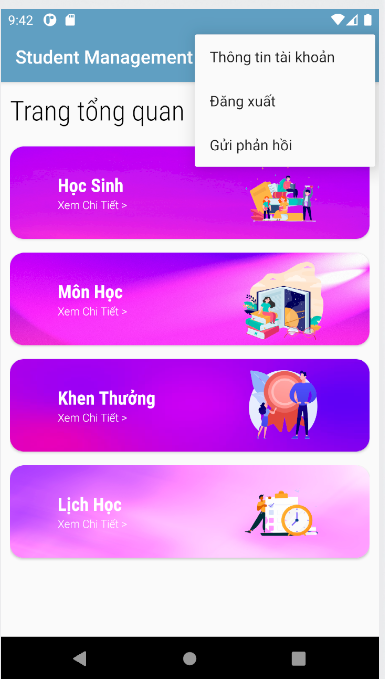 9:42
Student Management
Thông tin tài khoản
Đăng xuất
Gửi phản hồi
Trang tổng quan
Học Sinh
Xem Chi Tiết >
Môn Học
Xem Chi Tiết >
Khen Thưởng
Xem Chi Tiết >
Lịch Học
Xem Chi Tiết >